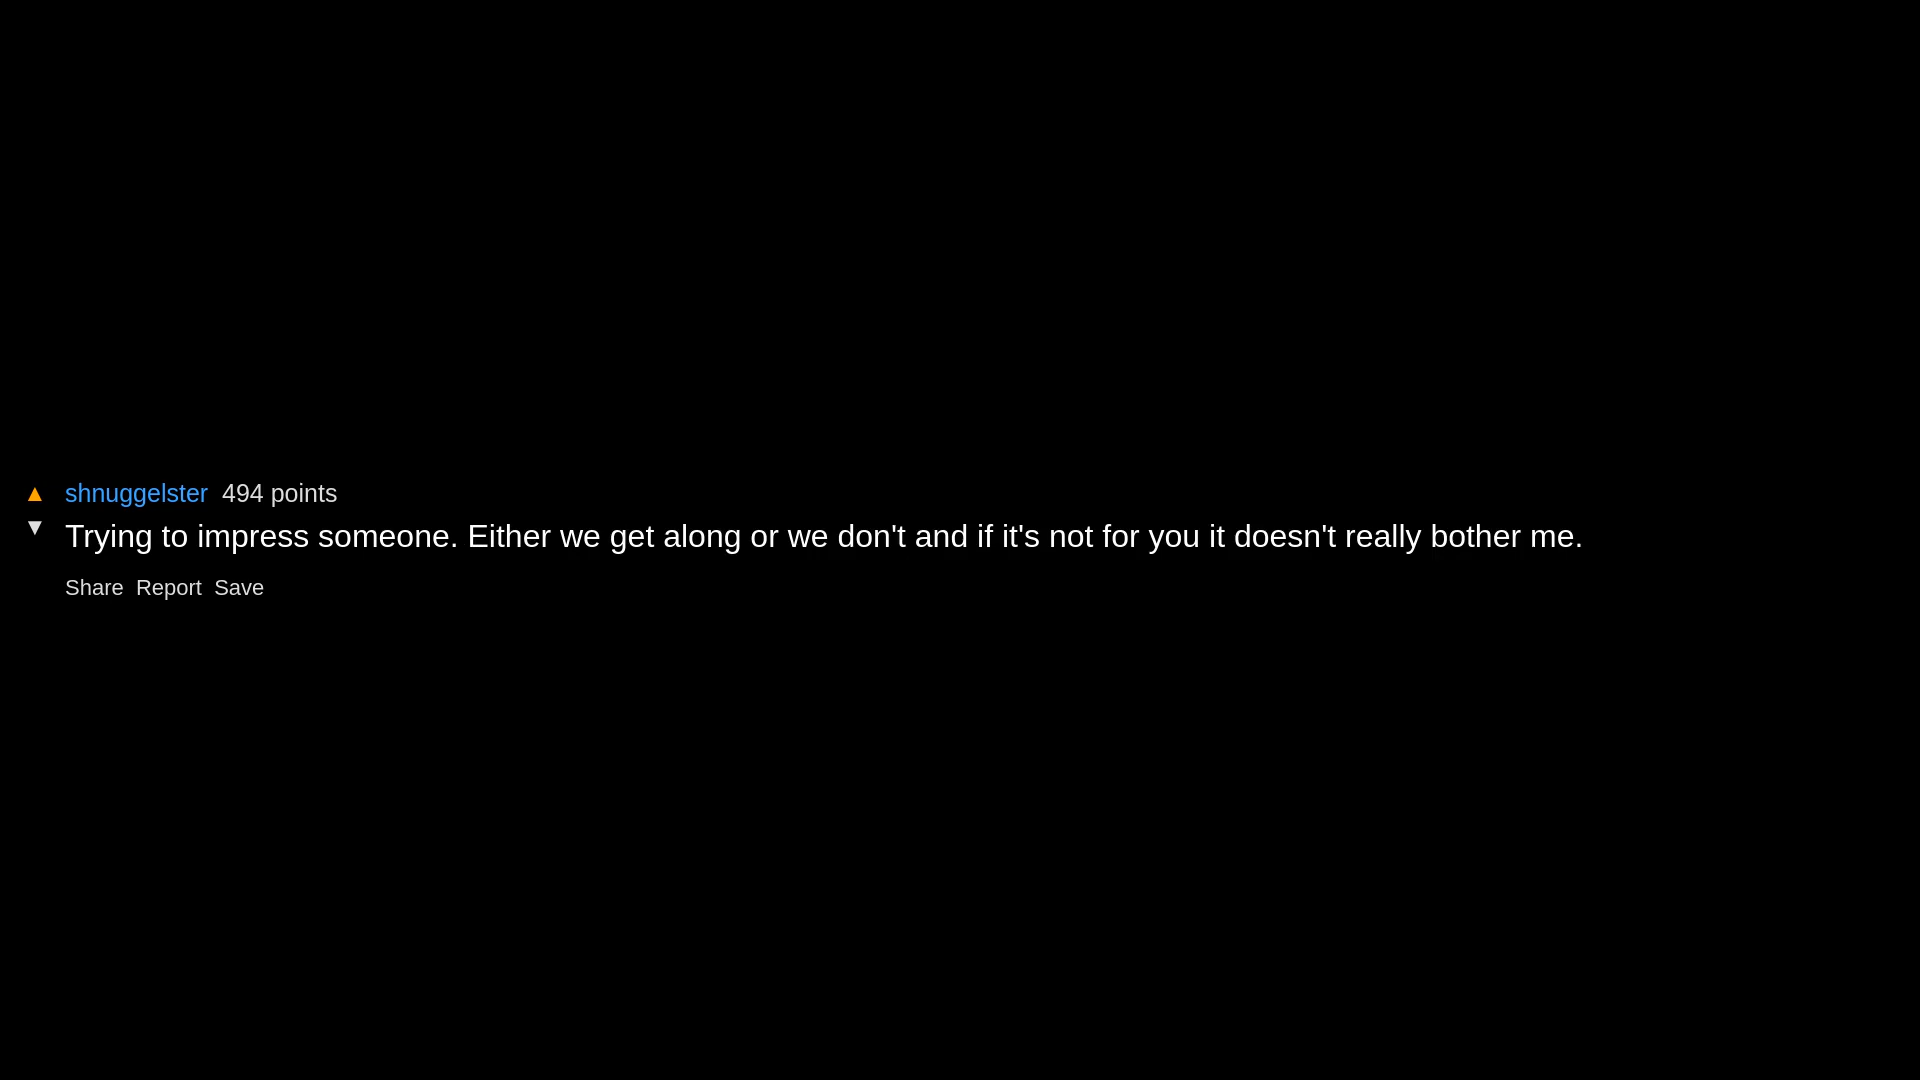 ▲ shnuggelster 494 points
▼ Trying to impress someone. Either we get along or we don't and if it's not for you it doesn't really bother me.
Share Report Save